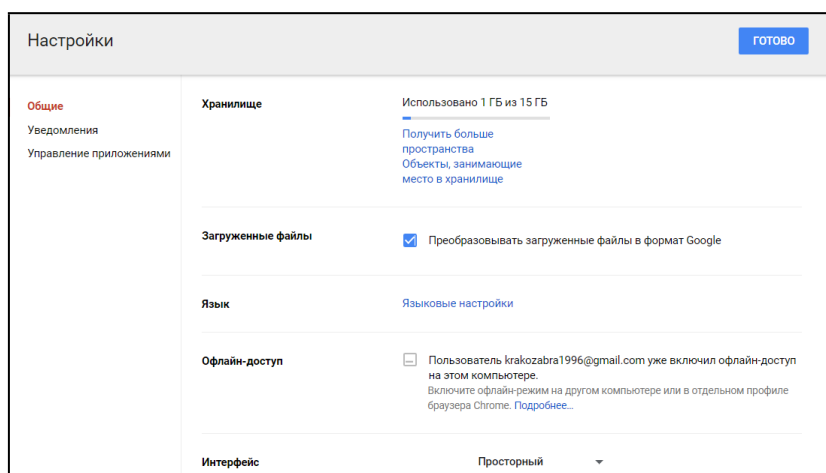 Настройки
ГОТОВО
Общие
Уведомления
Управление приложениями
Хранилище
Использовано 1 ГБ из 15 ГБ
Получить больше
пространства
Объекты, занимающие
место в хранилище
Загруженные файлы
Преобразовывать загруженные файлы в формат Google
Язык
Языковые настройки
Офлайн-доступ
Пользователь krakozabra1996@gmail.com уже включил офлайн-доступ
на этом компьютере.
Включите офлайн-режим на другом компьютере или в отдельном профиле
браузера Chrome. Подробнее...
Интерфейс
Просторный